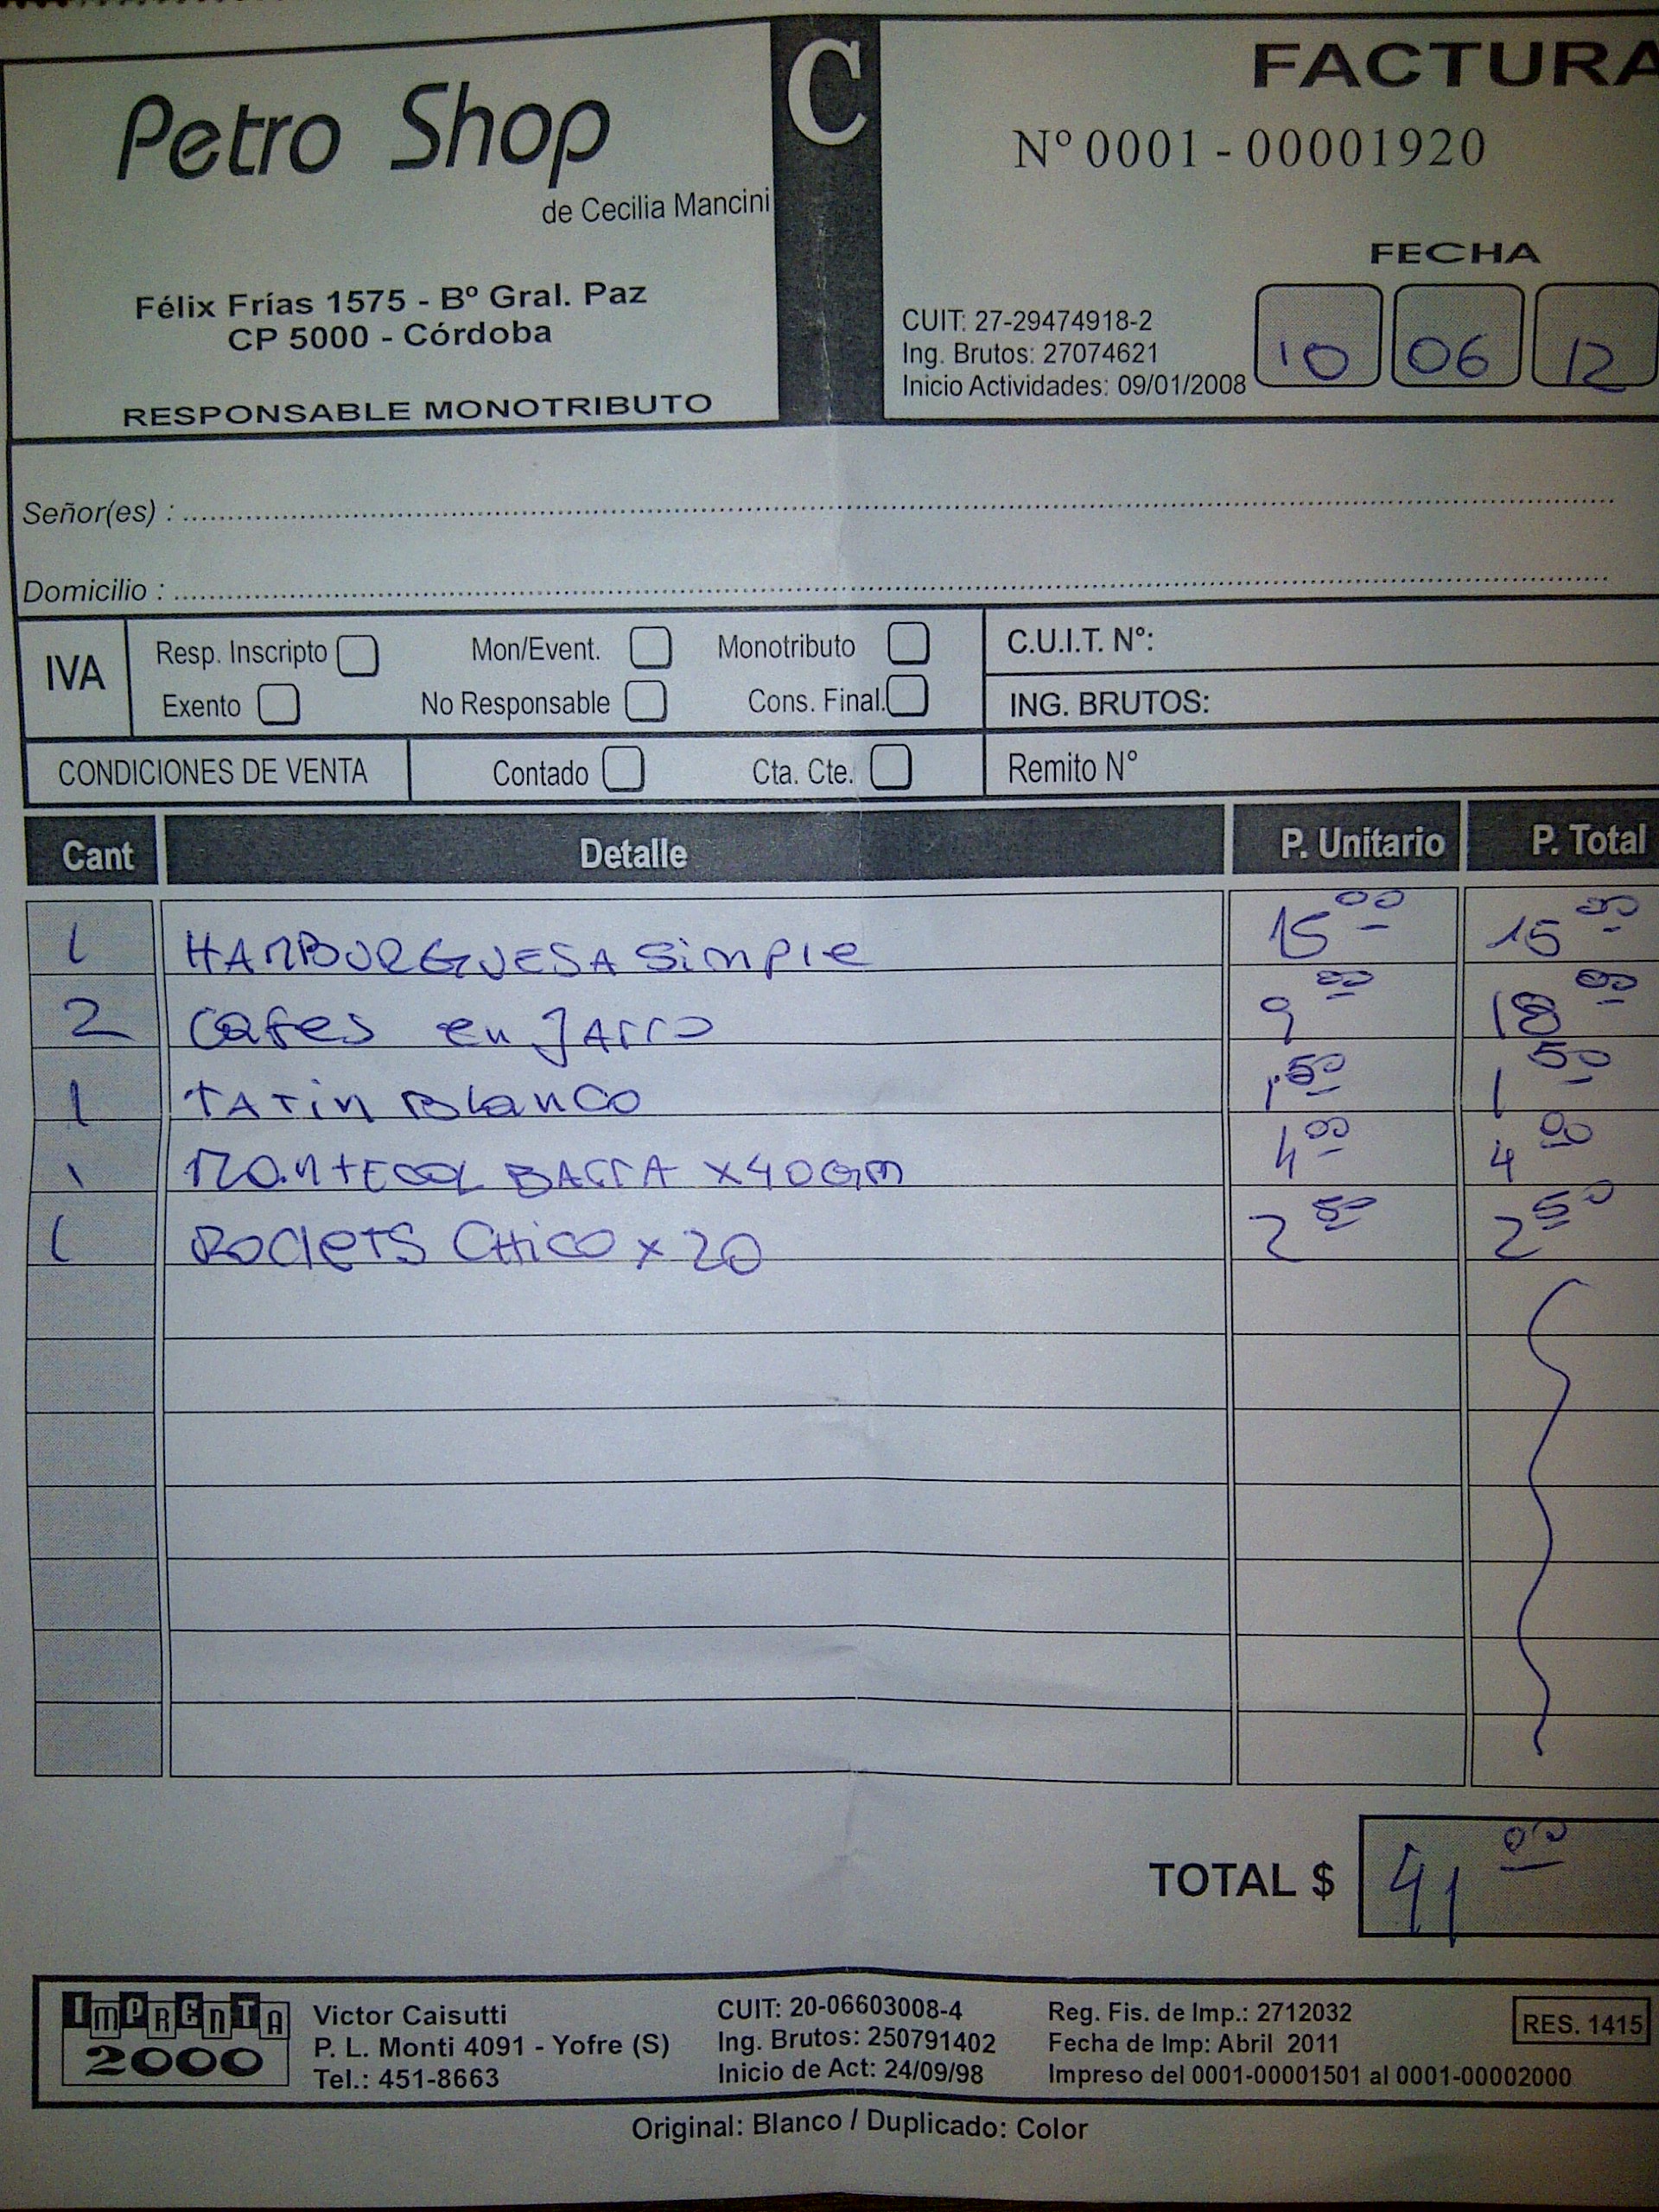 Petro Shop
de Cecilia Mancini
Félix Frías 1575 - Bº Gral. Paz
CP 5000 - Córdoba
RESPONSABLE MONOTRIBUTO
C
FACTURA
Nº 0001 - 00001920
FECHA
10 06 12
CUIT: 27-29474918-2
Ing. Brutos: 27074621
Inicio Actividades: 09/01/2008
Señor(es) :
Domicilio :
IVA
Resp. Inscripto Mon/Event. Monotributo
Exento No Responsable Cons. Final.
C.U.I.T. Nº:
ING. BRUTOS:
CONDICIONES DE VENTA Contado Cta. Cte. Remito Nº
Cant Detalle P. Unitario P. Total
1 HAMBURGUESA Simple 15 00 15 00
2 Cafes en JArro 9 00 18 00
1 TATin Blanco 1,50 1 50
1 MANTECOL BArrA x40Gm 4 00 4 00
1 RocleTS CHico x 20 2 50 2 50
TOTAL $ 41 00
IMPRENTA
2000
Victor Caisutti
P. L. Monti 4091 - Yofre (S)
Tel.: 451-8663
CUIT: 20-06603008-4
Ing. Brutos: 250791402
Inicio de Act: 24/09/98
Reg. Fis. de Imp.: 2712032
Fecha de Imp: Abril 2011
Impreso del 0001-00001501 al 0001-00002000
RES. 1415
Original: Blanco / Duplicado: Color